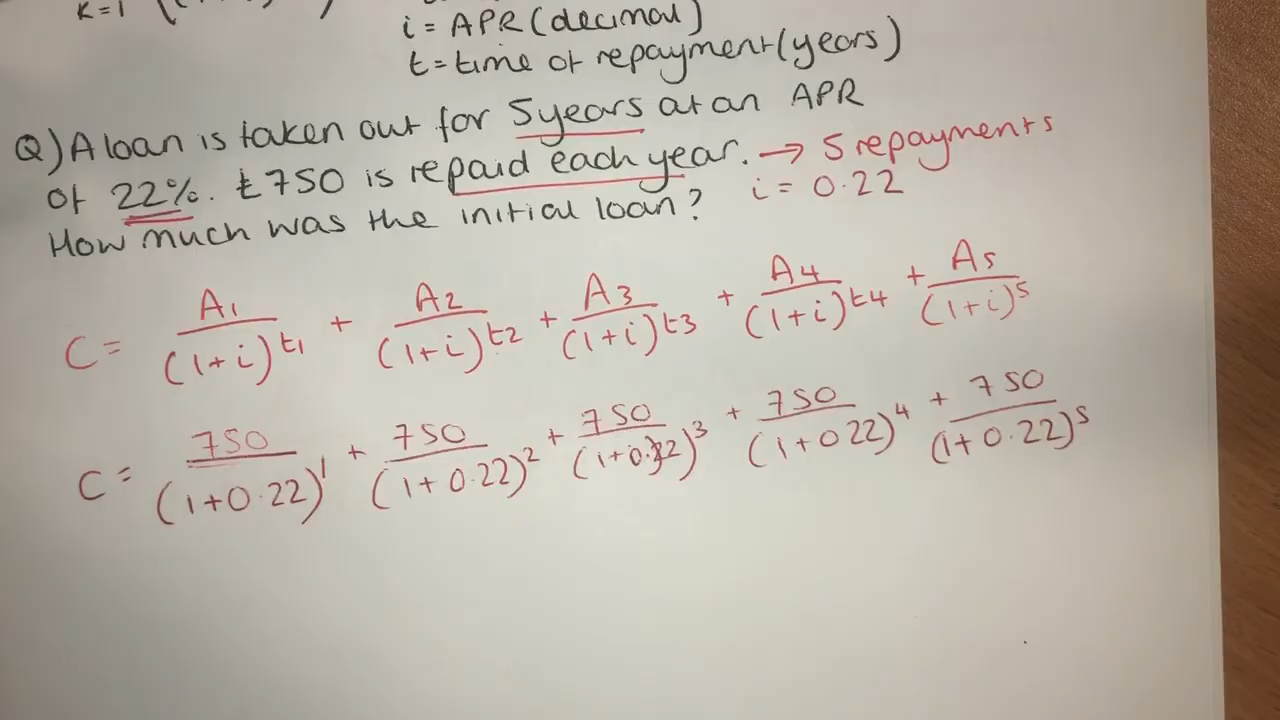 K=1
i = APR (decimal)
t = time of repayment (years)
Q) A loan is taken out for 5 years at an APR
of 22%. £750 is repaid each year. → 5 repayments
How much was the initial loan? i = 0.22
C = A1/(1+i)^t1 + A2/(1+i)^t2 + A3/(1+i)^t3 + A4/(1+i)^t4 + A5/(1+i)^5
C = 750/(1+0.22)^1 + 750/(1+0.22)^2 + 750/(1+0.22)^3 + 750/(1+0.22)^4 + 750/(1+0.22)^5